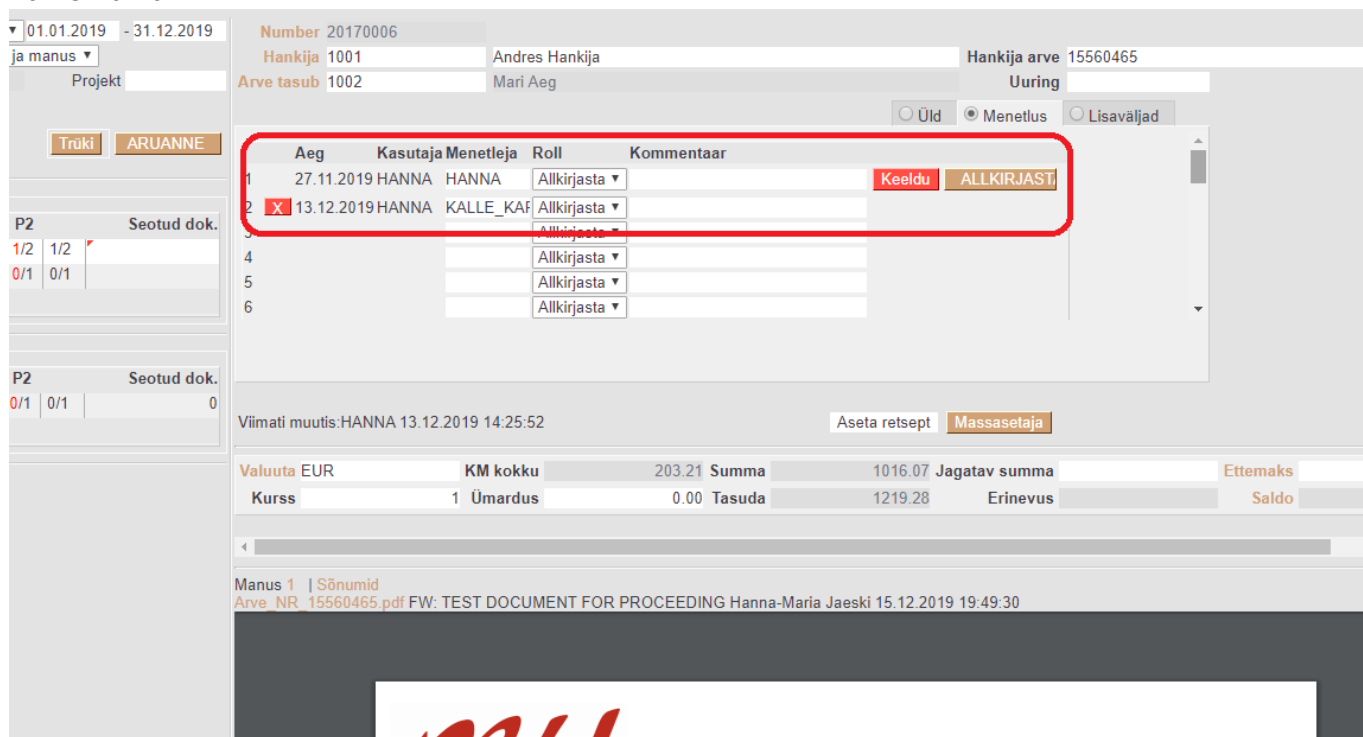 01.01.2019 - 31.12.2019
ja manus
Projekt
Trüki ARUANNE
P2 Seotud dok.
1/2 1/2
0/1 0/1
P2 Seotud dok.
0/1 0/1 0
Number 20170006
Hankija 1001 Andres Hankija Hankija arve 15560465
Arve tasub 1002 Mari Aeg Uuring
Üld Menetlus Lisaväljad
Aeg Kasutaja Menetleja Roll Kommentaar
1 27.11.2019 HANNA HANNA Allkirjasta Keeldu ALLKIRJASTA
2 X 13.12.2019 HANNA KALLE_KAR Allkirjasta
3 Allkirjasta
4 Allkirjasta
5 Allkirjasta
6 Allkirjasta
Viimati muutis:HANNA 13.12.2019 14:25:52 Aseta retsept Massasetaja
Valuuta EUR KM kokku 203.21 Summa 1016.07 Jagatav summa Ettemaks
Kurss 1 Ümardus 0.00 Tasuda 1219.28 Erinevus Saldo
Manus 1 | Sõnumid
Arve_NR_15560465.pdf FW: TEST DOCUMENT FOR PROCEEDING Hanna-Maria Jaeski 15.12.2019 19:49:30